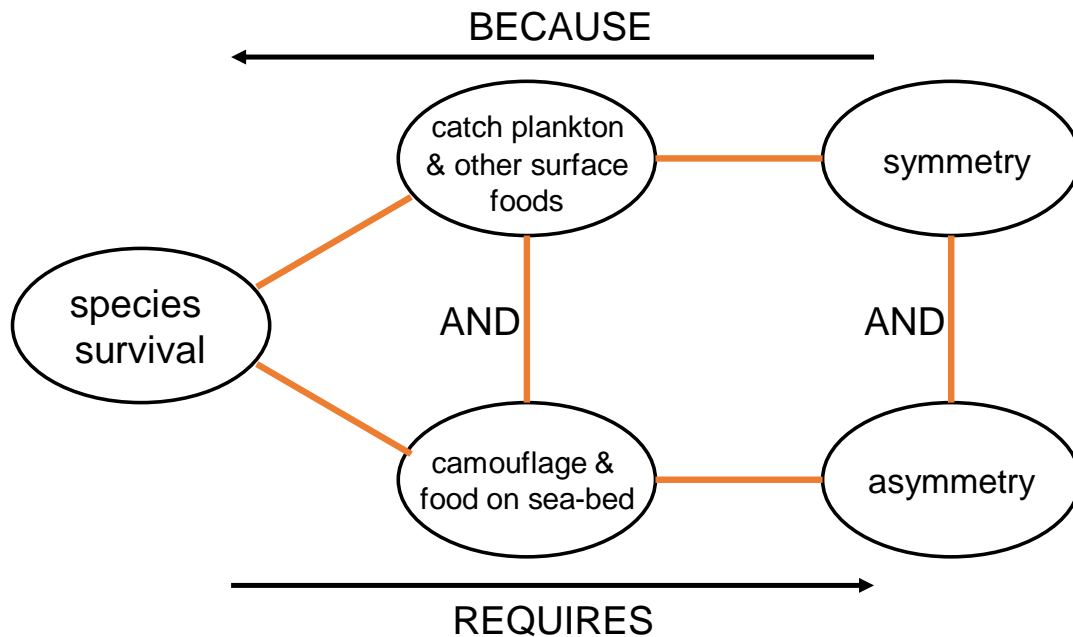 BECAUSE
catch plankton
& other surface
foods
symmetry
species
survival
AND
AND
camouflage &
food on sea-bed
asymmetry
REQUIRES